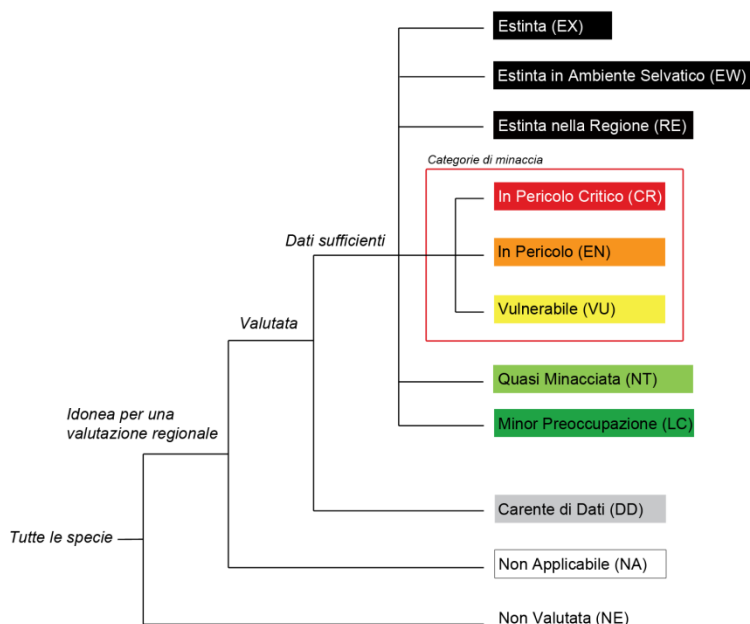 Estinta (EX)
Estinta in Ambiente Selvatico (EW)
Estinta nella Regione (RE)
Categorie di minaccia
In Pericolo Critico (CR)
In Pericolo (EN)
Vulnerabile (VU)
Dati sufficienti
Valutata
Quasi Minacciata (NT)
Minor Preoccupazione (LC)
Idonea per una
valutazione regionale
Carente di Dati (DD)
Tutte le specie
Non Applicabile (NA)
Non Valutata (NE)